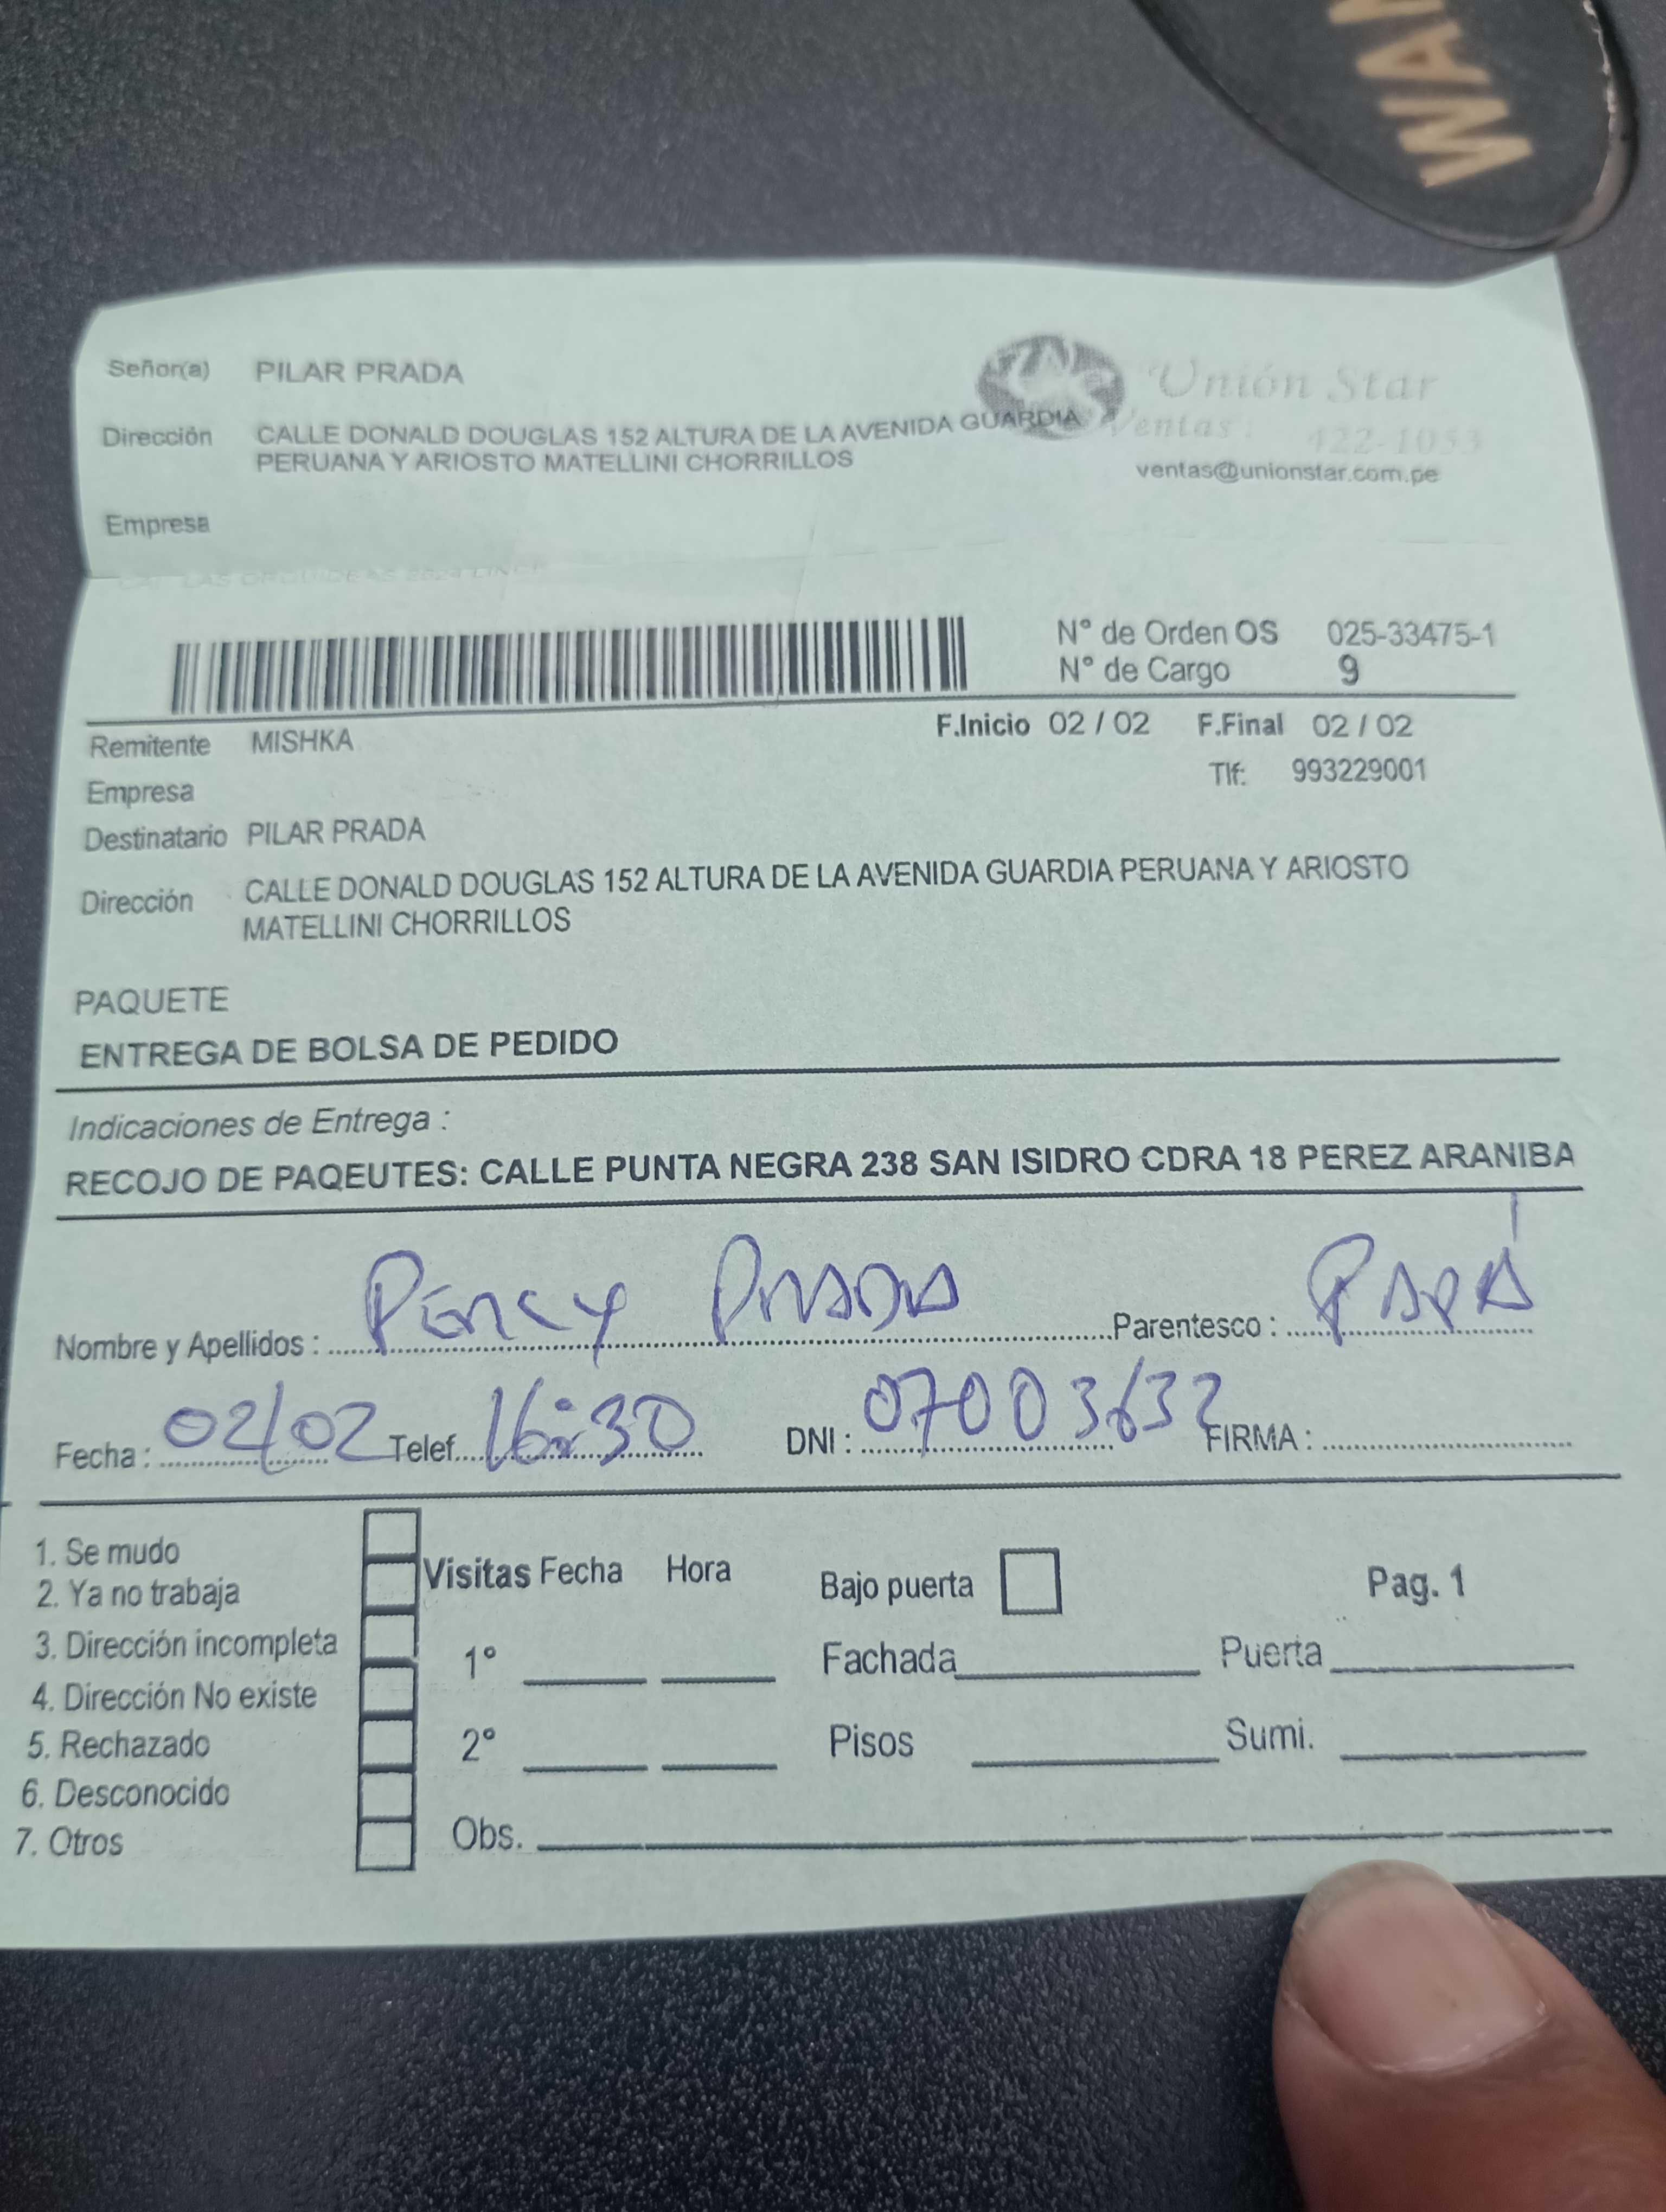 WAN
Señor(a) PILAR PRADA
Unión Star
Dirección CALLE DONALD DOUGLAS 152 ALTURA DE LA AVENIDA GUARDIA
Ventas: 422-1053
PERUANA Y ARIOSTO MATELLINI CHORRILLOS
ventas@unionstar.com.pe
Empresa
Nº de Orden OS 025-33475-1
Nº de Cargo 9
Remitente MISHKA F.Inicio 02 / 02 F.Final 02 / 02
Empresa Tlf: 993229001
Destinatario PILAR PRADA
Dirección CALLE DONALD DOUGLAS 152 ALTURA DE LA AVENIDA GUARDIA PERUANA Y ARIOSTO
MATELLINI CHORRILLOS
PAQUETE
ENTREGA DE BOLSA DE PEDIDO
Indicaciones de Entrega :
RECOJO DE PAQEUTES: CALLE PUNTA NEGRA 238 SAN ISIDRO CDRA 18 PEREZ ARANIBA
Nombre y Apellidos : Percy PRADA Parentesco : PAPÁ
Fecha : 02/02 Telef. 16:30 DNI : 07003632 FIRMA :
1. Se mudo
2. Ya no trabaja
3. Dirección incompleta
4. Dirección No existe
5. Rechazado
6. Desconocido
7. Otros
Visitas Fecha Hora Bajo puerta Pag. 1
1º Fachada Puerta
2º Pisos Sumi.
Obs.